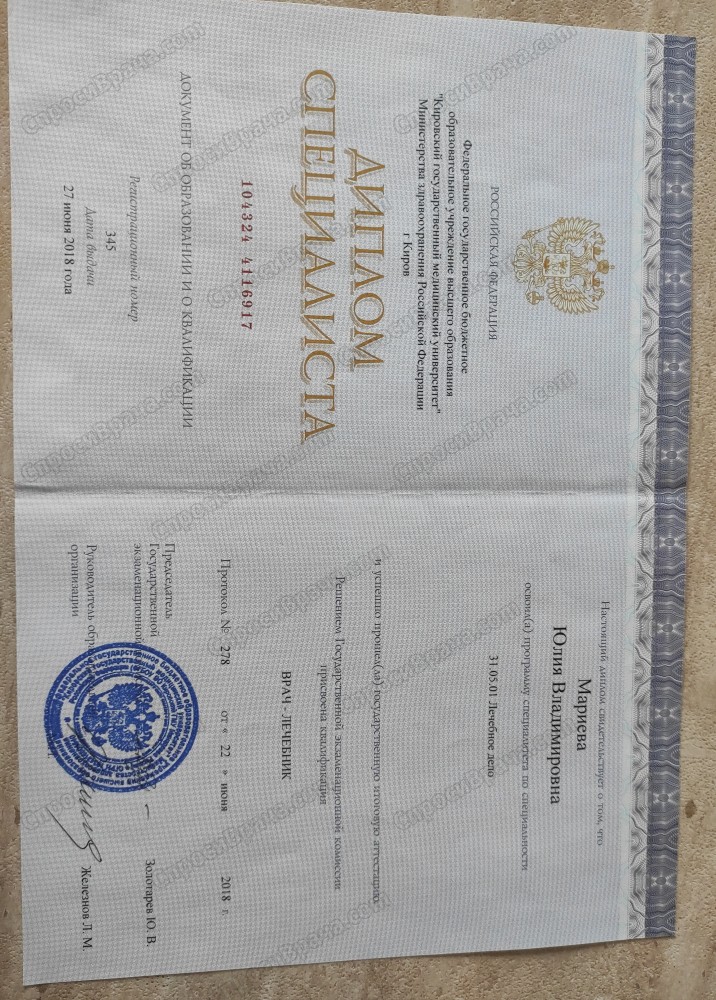 РОССИЙСКАЯ ФЕДЕРАЦИЯ
Федеральное государственное бюджетное
образовательное учреждение высшего образования
"Кировский государственный медицинский университет"
Министерства здравоохранения Российской Федерации
г Киров
ДИПЛОМ
СПЕЦИАЛИСТА
104324 4116917
ДОКУМЕНТ ОБ ОБРАЗОВАНИИ И О КВАЛИФИКАЦИИ
Регистрационный номер
345
Дата выдачи
27 июня 2018 года
Настоящий диплом свидетельствует о том, что
Мариева
Юлия Владимировна
освоил(а) программу специалитета по специальности
31.05.01 Лечебное дело
и успешно прошел(ла) государственную итоговую аттестацию
Решением Государственной экзаменационной комиссии
присвоена квалификация
ВРАЧ - ЛЕЧЕБНИК
Протокол № 278 от « 22 » июня 2018 г.
Председатель
Государственной
экзаменационной
Золотарев Ю. В.
Руководитель
организации
Железнов Л. М.
СпросиВрача.com